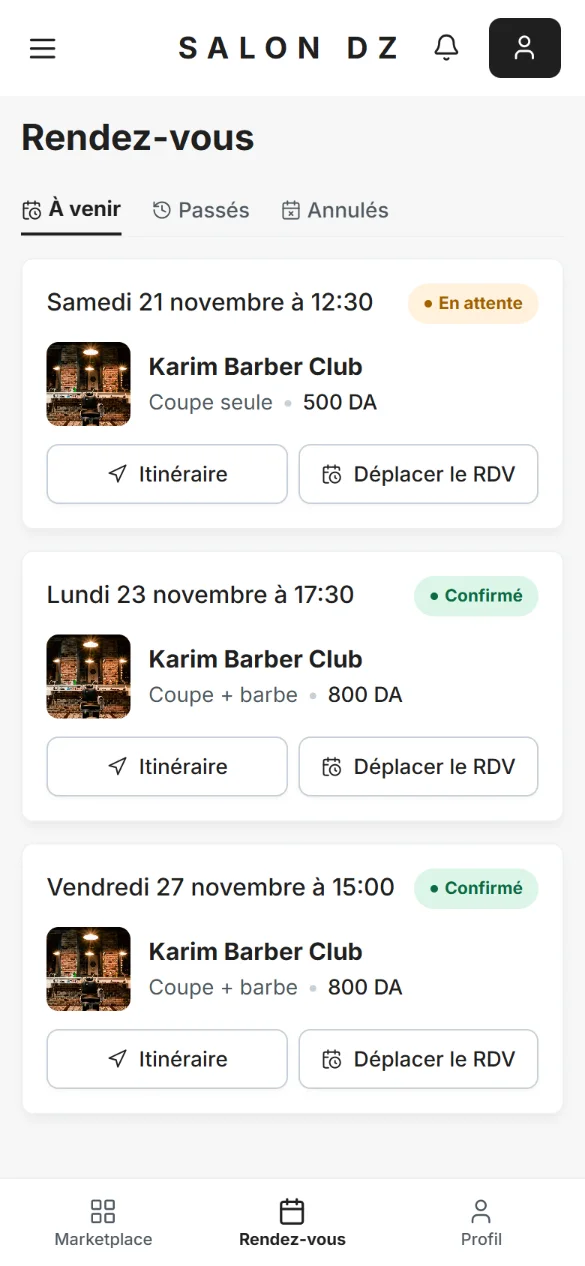 SALON DZ
Rendez-vous
À venir Passés Annulés
Samedi 21 novembre à 12:30 • En attente
Karim Barber Club
Coupe seule • 500 DA
Itinéraire Déplacer le RDV
Lundi 23 novembre à 17:30 • Confirmé
Karim Barber Club
Coupe + barbe • 800 DA
Itinéraire Déplacer le RDV
Vendredi 27 novembre à 15:00 • Confirmé
Karim Barber Club
Coupe + barbe • 800 DA
Itinéraire Déplacer le RDV
Marketplace Rendez-vous Profil